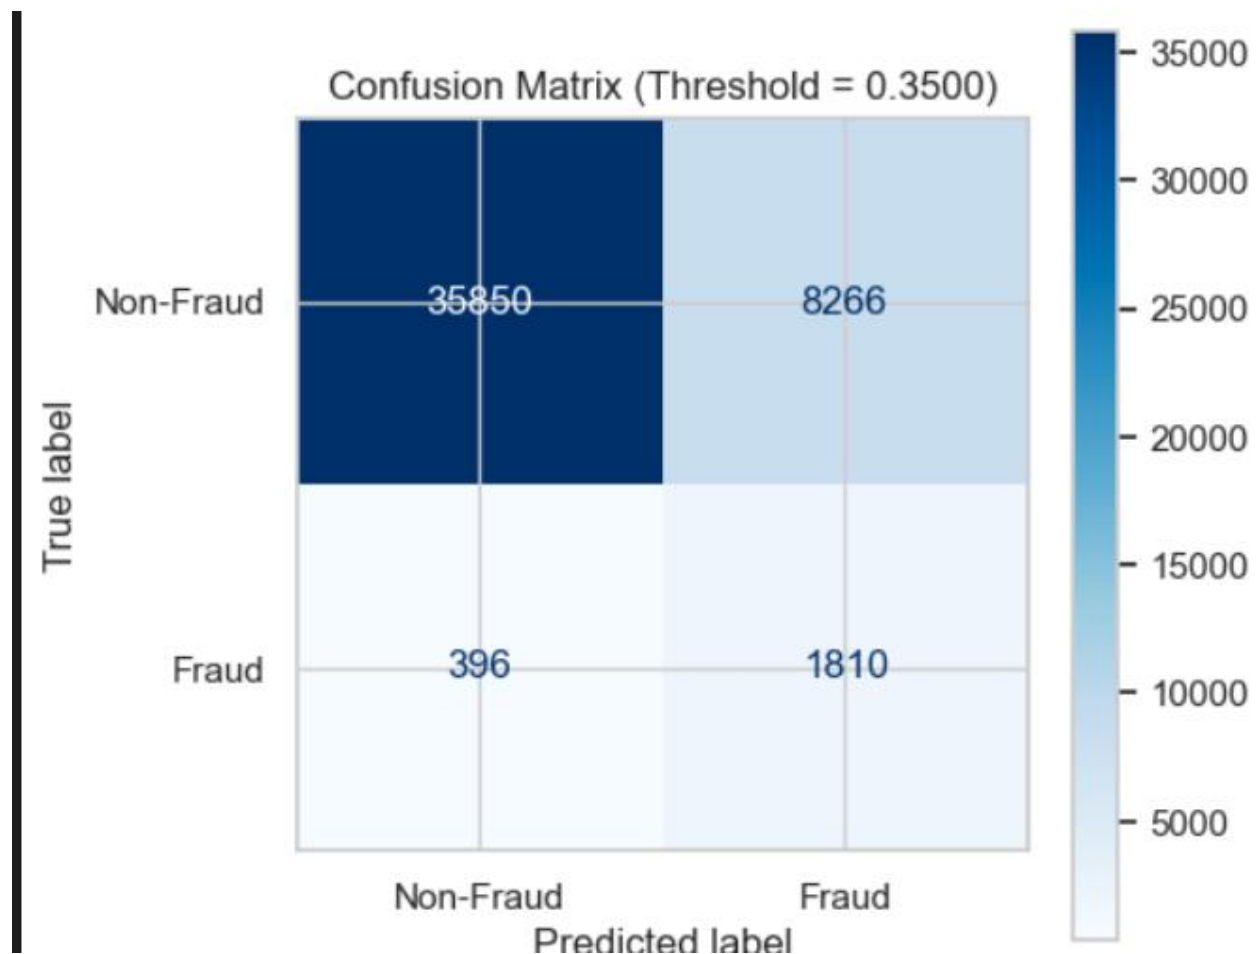 Confusion Matrix (Threshold = 0.3500)
35000
30000
25000
20000
15000
10000
5000
True label
Non-Fraud
35850
8266
Fraud
396
1810
Non-Fraud
Fraud
Predicted label